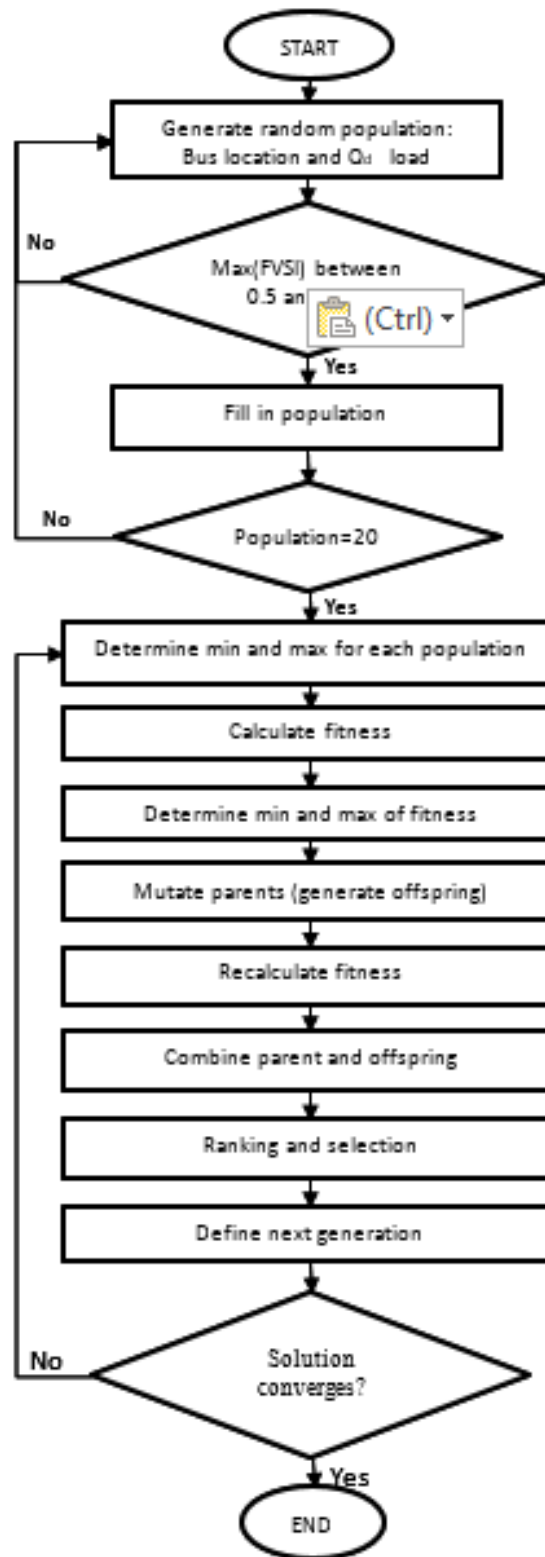 START
Generate random population:
Bus location and Qd load
No
Max(FVSI) between
0.5 an
(Ctrl)
Yes
Fill in population
No
Population=20
Yes
Determine min and max for each population
Calculate fitness
Determine min and max of fitness
Mutate parents (generate offspring)
Recalculate fitness
Combine parent and offspring
Ranking and selection
Define next generation
No
Solution
converges?
Yes
END